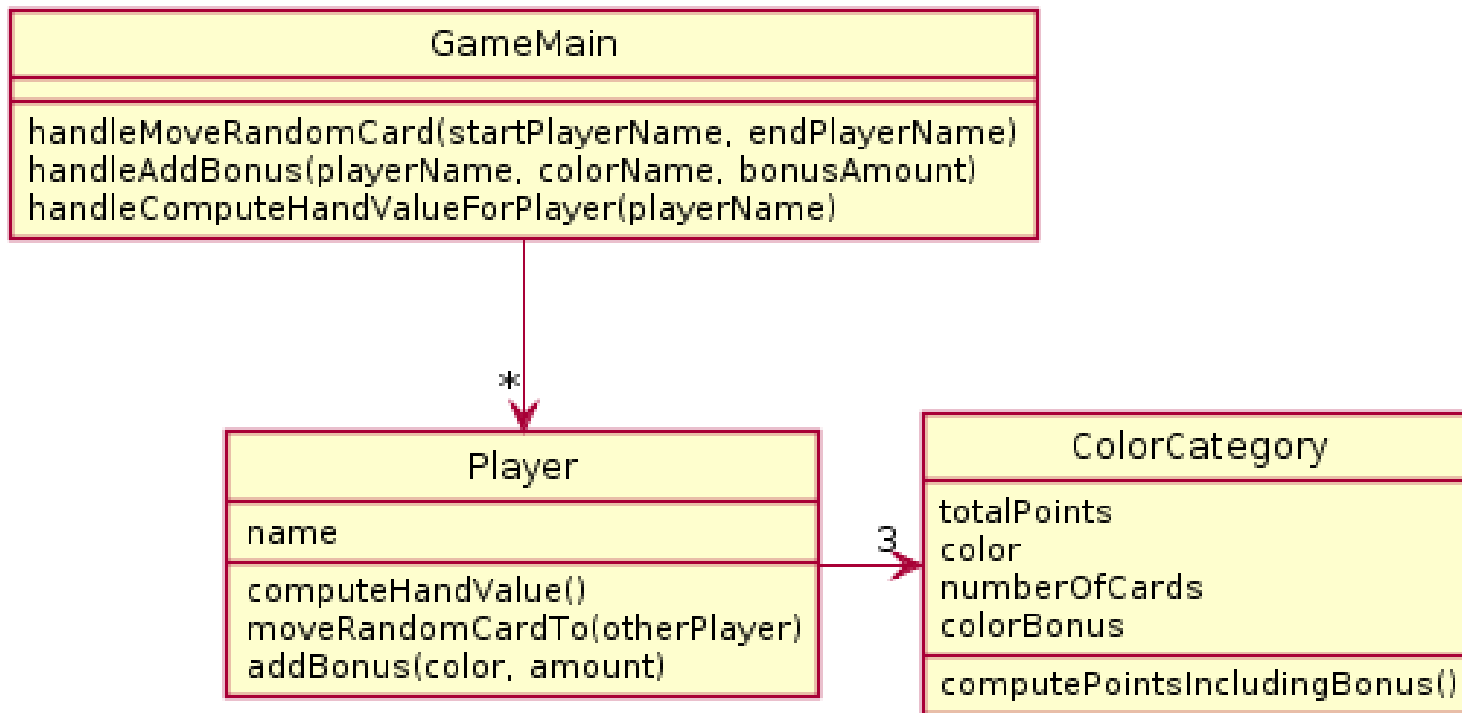 GameMain
handleMoveRandomCard(startPlayerName, endPlayerName)
handleAddBonus(playerName, colorName, bonusAmount)
handleComputeHandValueForPlayer(playerName)
*
Player
name
computeHandValue()
moveRandomCardTo(otherPlayer)
addBonus(color, amount)
3
ColorCategory
totalPoints
color
numberOfCards
colorBonus
computePointsIncludingBonus()